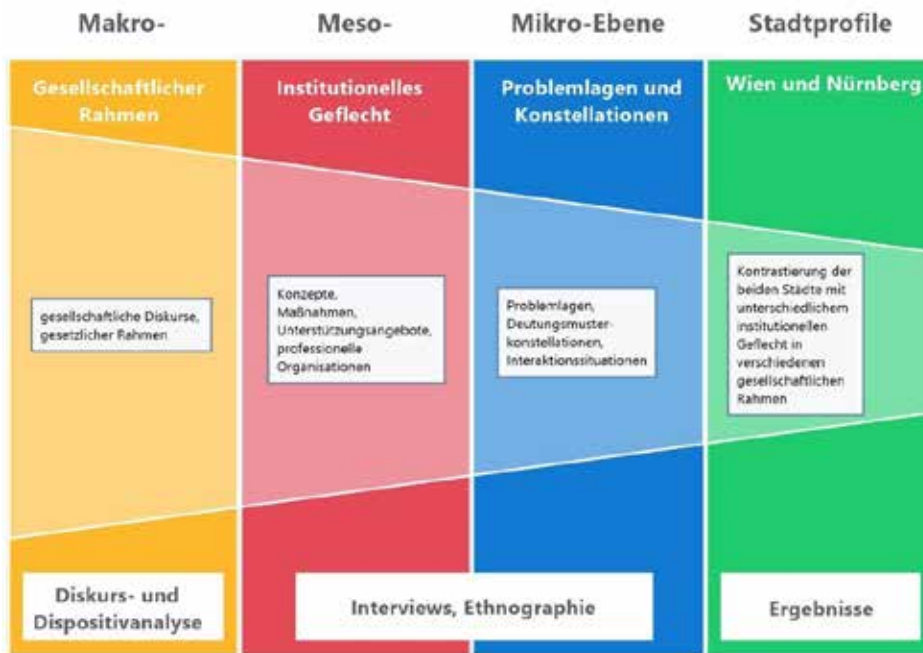 Makro-
Meso-
Mikro-Ebene
Stadtprofile
Gesellschaftlicher
Rahmen
Institutionelles
Geflecht
Problemlagen und
Konstellationen
Wien und Nürnberg
gesellschaftliche Diskurse,
gesetzlicher Rahmen
Konzepte,
Maßnahmen,
Unterstützungsangebote,
professionelle
Organisationen
Problemlagen,
Deutungsmuster-
konstellationen,
Interaktionssituationen
Kontrastierung der
beiden Städte mit
unterschiedlichem
institutionellen
Geflecht in
verschiedenen
gesellschaftlichen
Rahmen
Diskurs- und
Dispositivanalyse
Interviews, Ethnographie
Ergebnisse